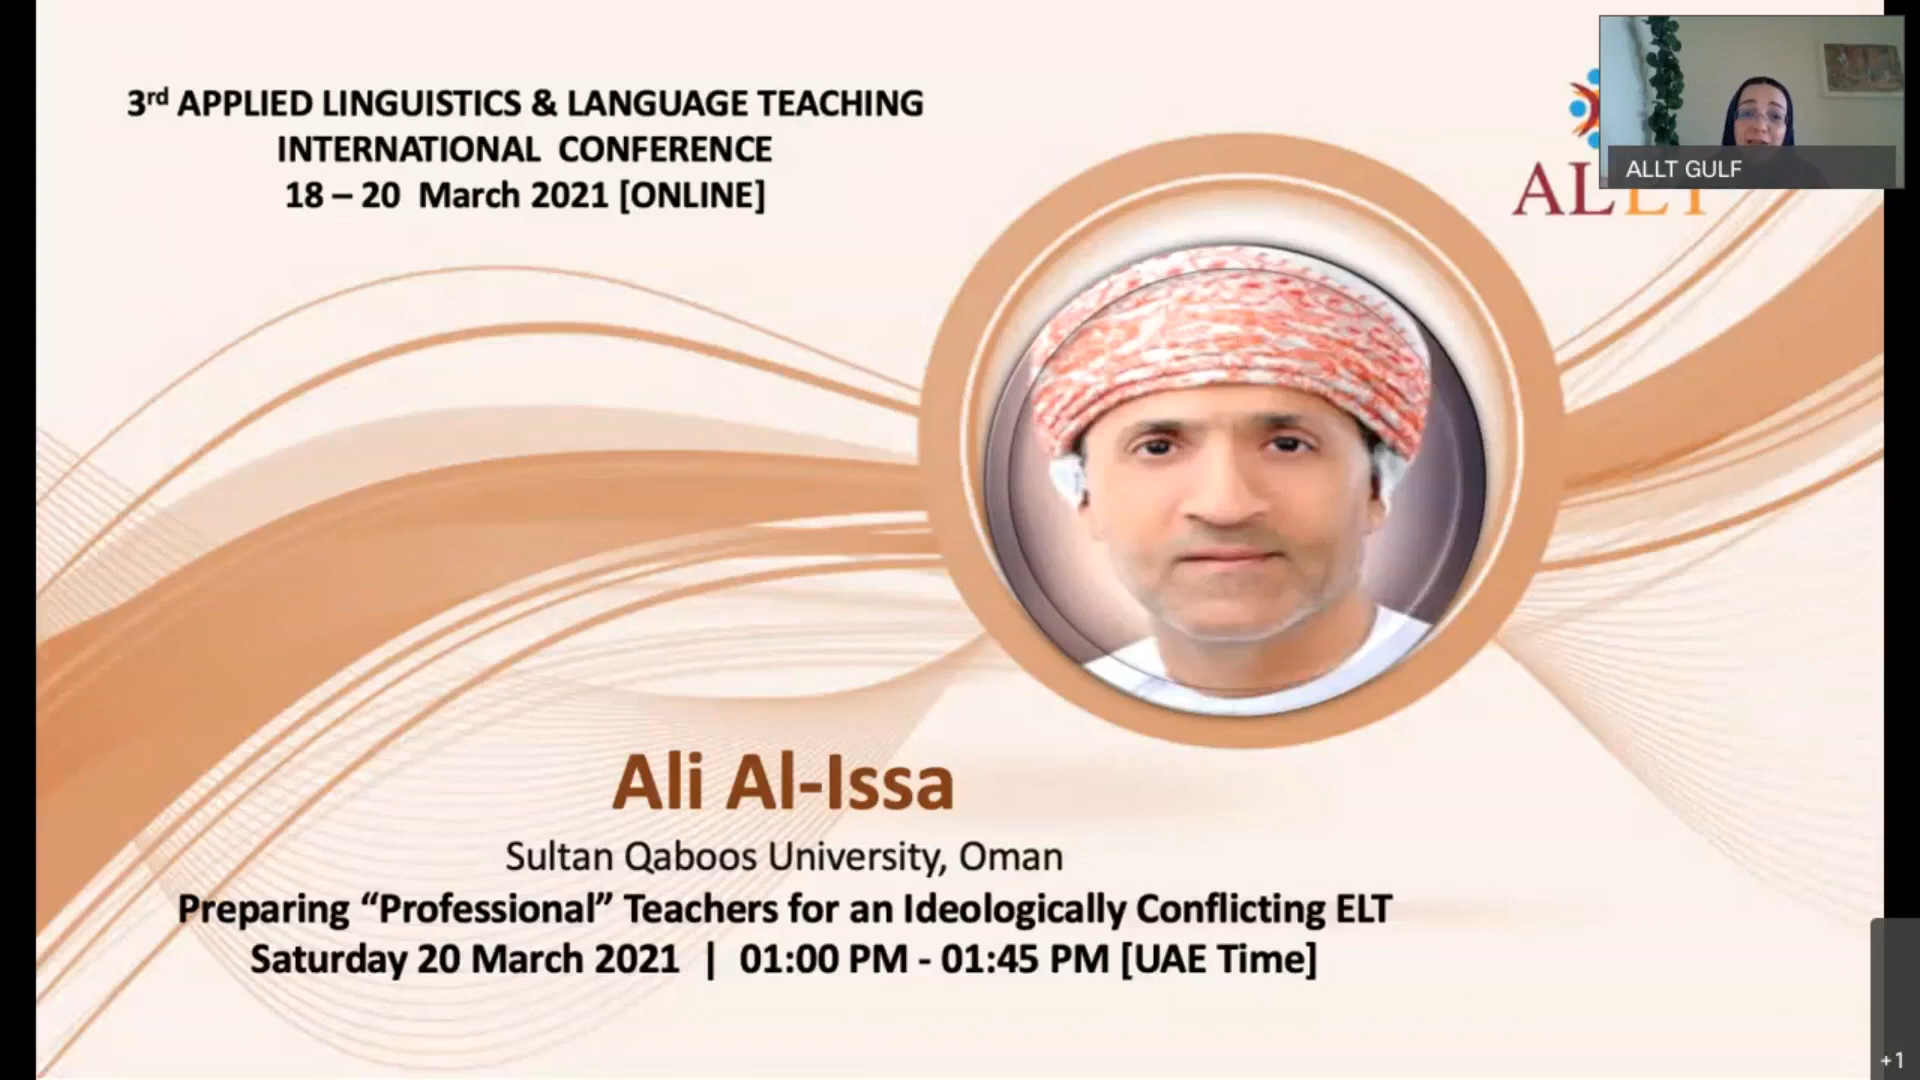 3rd APPLIED LINGUISTICS & LANGUAGE TEACHING
INTERNATIONAL CONFERENCE
18 – 20 March 2021 [ONLINE]
ALLT GULF
ALLT
Ali Al-Issa
Sultan Qaboos University, Oman
Preparing “Professional” Teachers for an Ideologically Conflicting ELT
Saturday 20 March 2021 | 01:00 PM - 01:45 PM [UAE Time]
+1